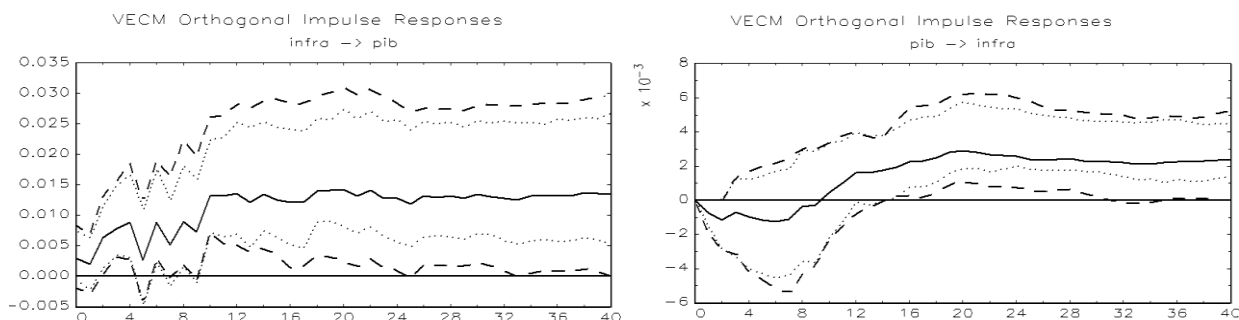 VECM Orthogonal Impulse Responses
infra -> pib
0.035
0.030
0.025
0.020
0.015
0.010
0.005
0.000
-0.005
0 4 8 12 16 20 24 28 32 36 40
VECM Orthogonal Impulse Responses
pib -> infra
x 10⁻³
8
6
4
2
0
-2
-4
-6
0 4 8 12 16 20 24 28 32 36 40